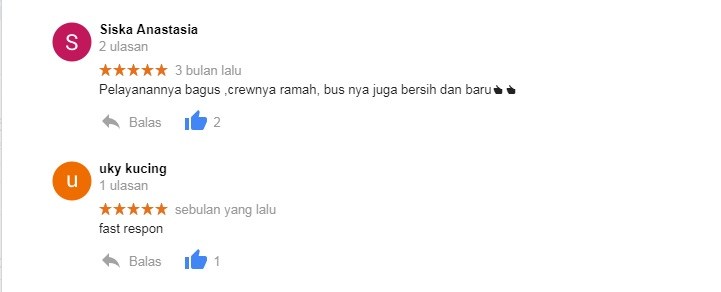 S
Siska Anastasia
2 ulasan
★★★★★ 3 bulan lalu
Pelayanannya bagus ,crewnya ramah, bus nya juga bersih dan baru👍👍
Balas 2
u
uky kucing
1 ulasan
★★★★★ sebulan yang lalu
fast respon
Balas 1